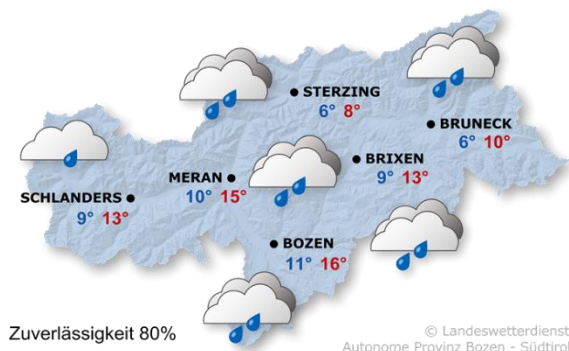 STERZING
6° 8°
BRUNECK
6° 10°
BRIXEN
9° 13°
MERAN
10° 15°
SCHLANDERS
9° 13°
BOZEN
11° 16°
Zuverlässigkeit 80%
© Landeswetterdienst
Autonome Provinz Bozen - Südtirol